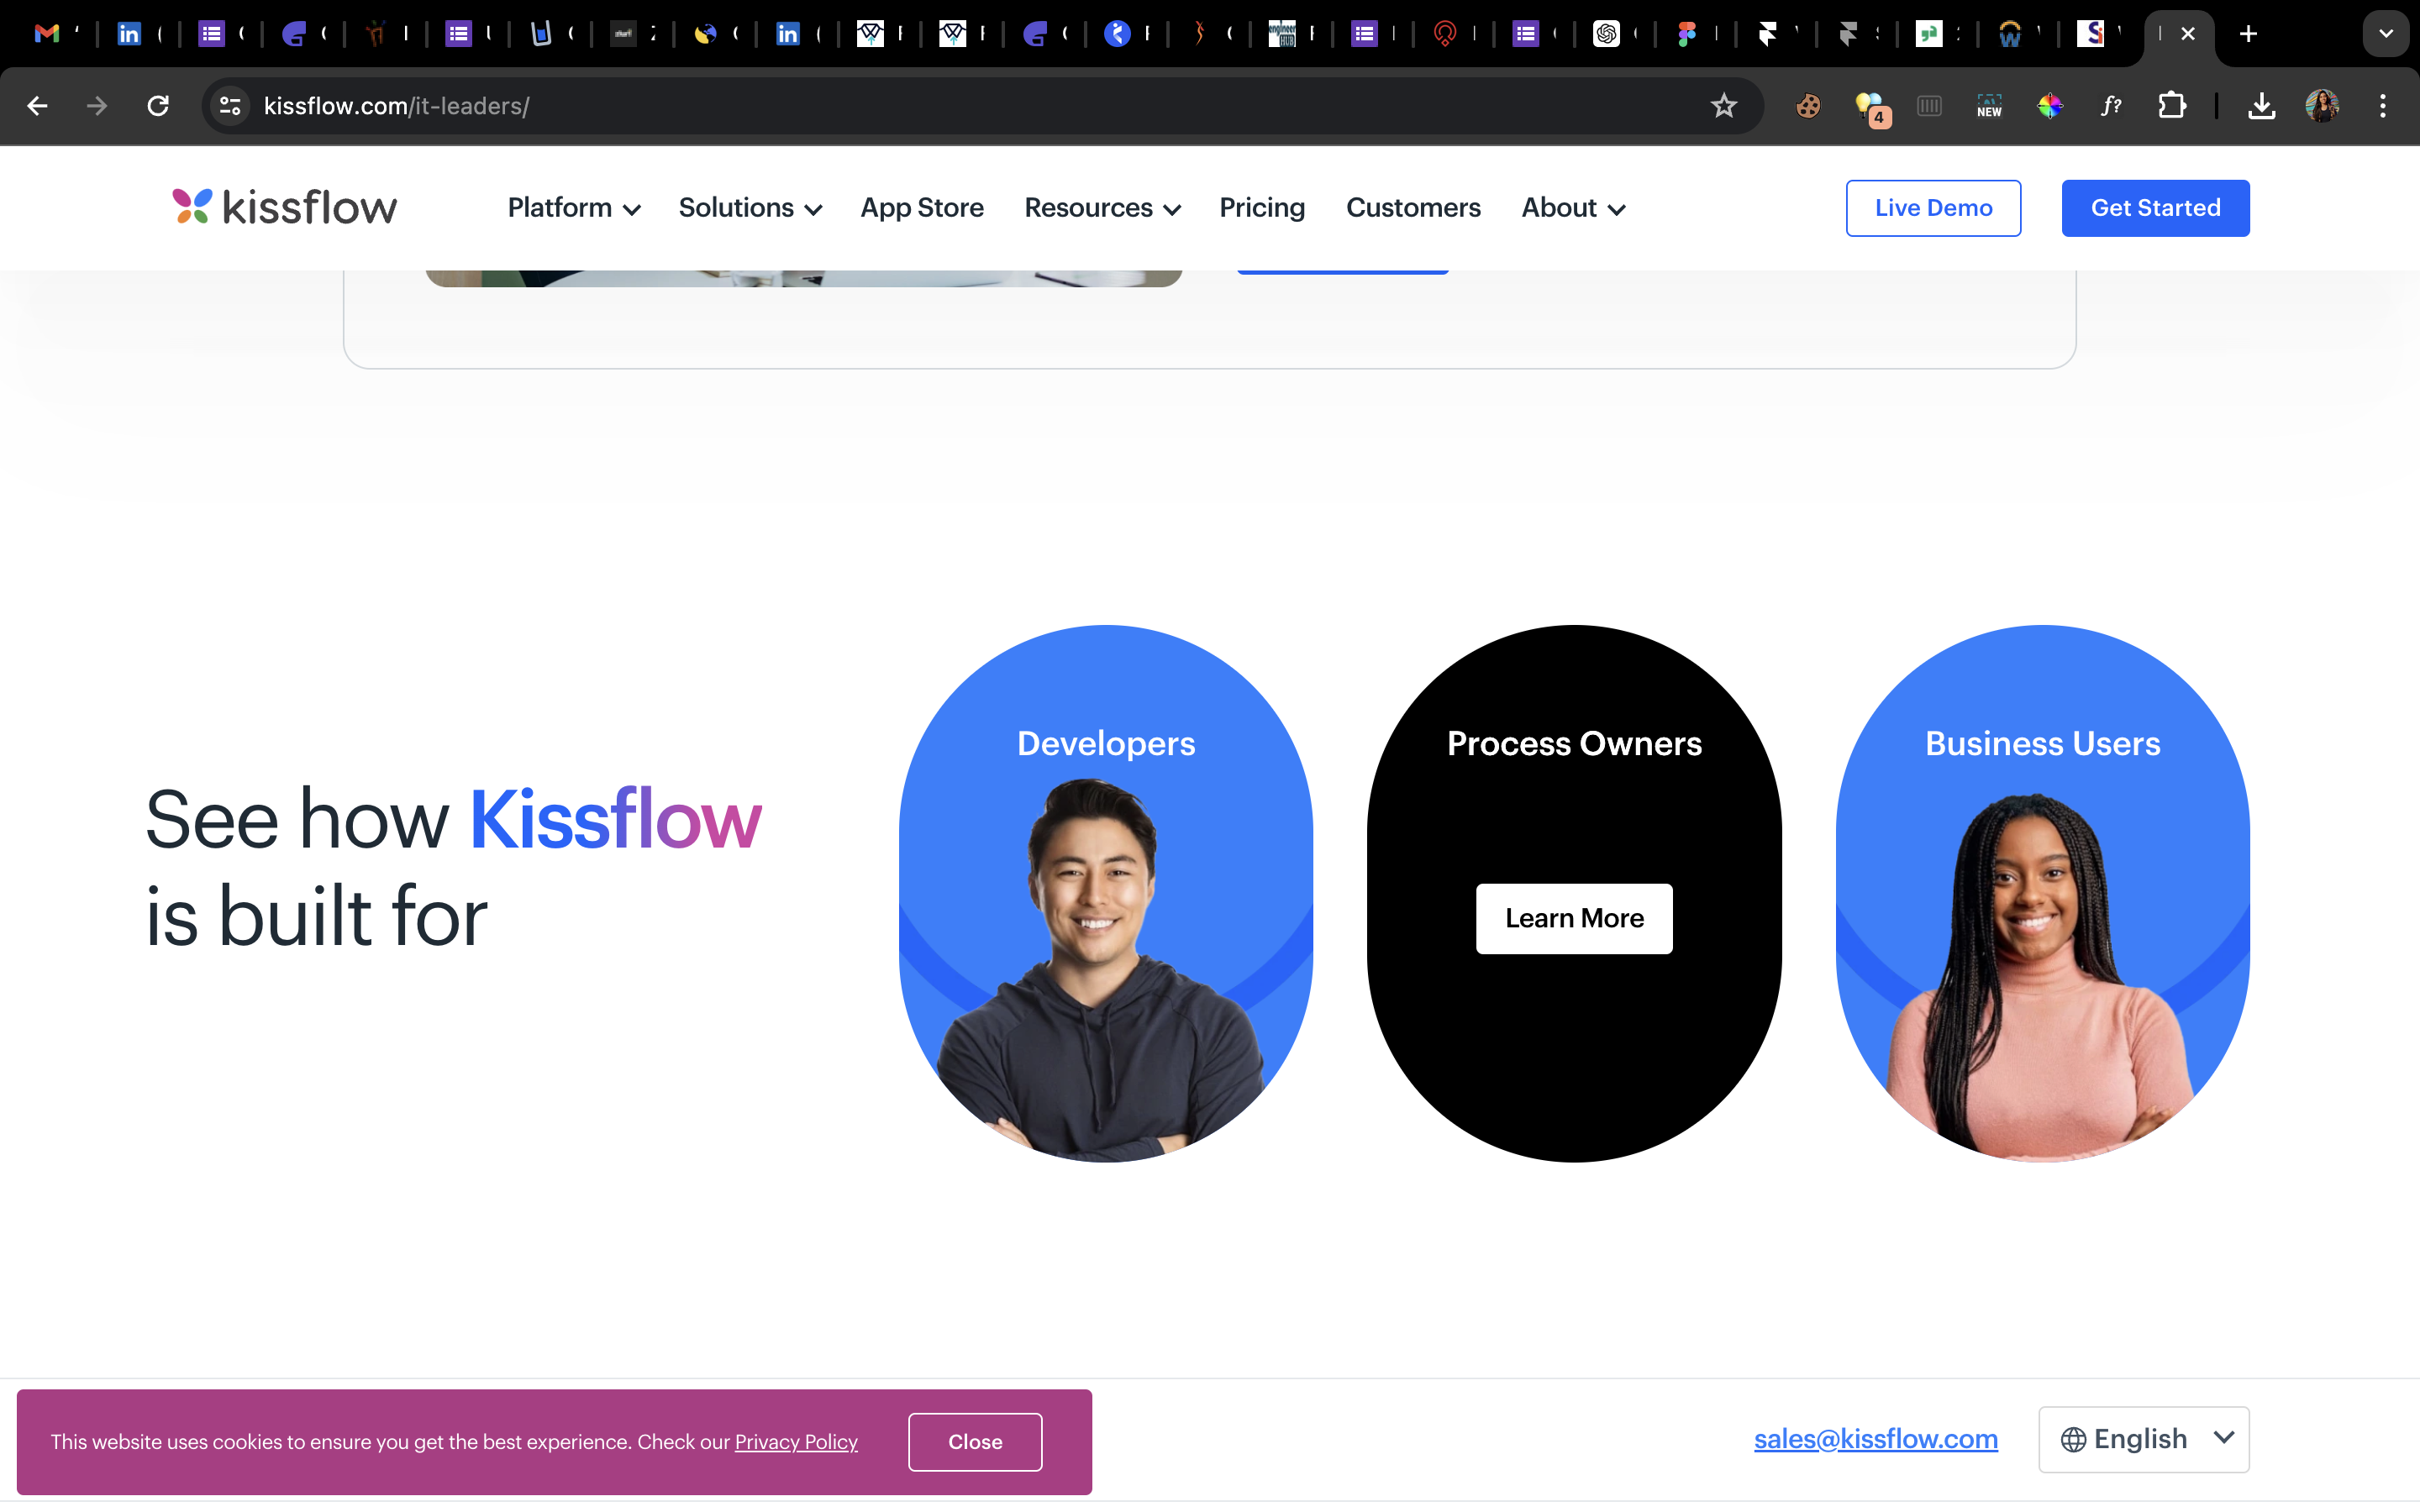 kissflow.com/it-leaders/
4
NEW
f?
kissflow
Platform
Solutions
App Store
Resources
Pricing
Customers
About
Live Demo
Get Started
See how Kissflow
is built for
Developers
Process Owners
Learn More
Business Users
This website uses cookies to ensure you get the best experience. Check our Privacy Policy
Close
sales@kissflow.com
English